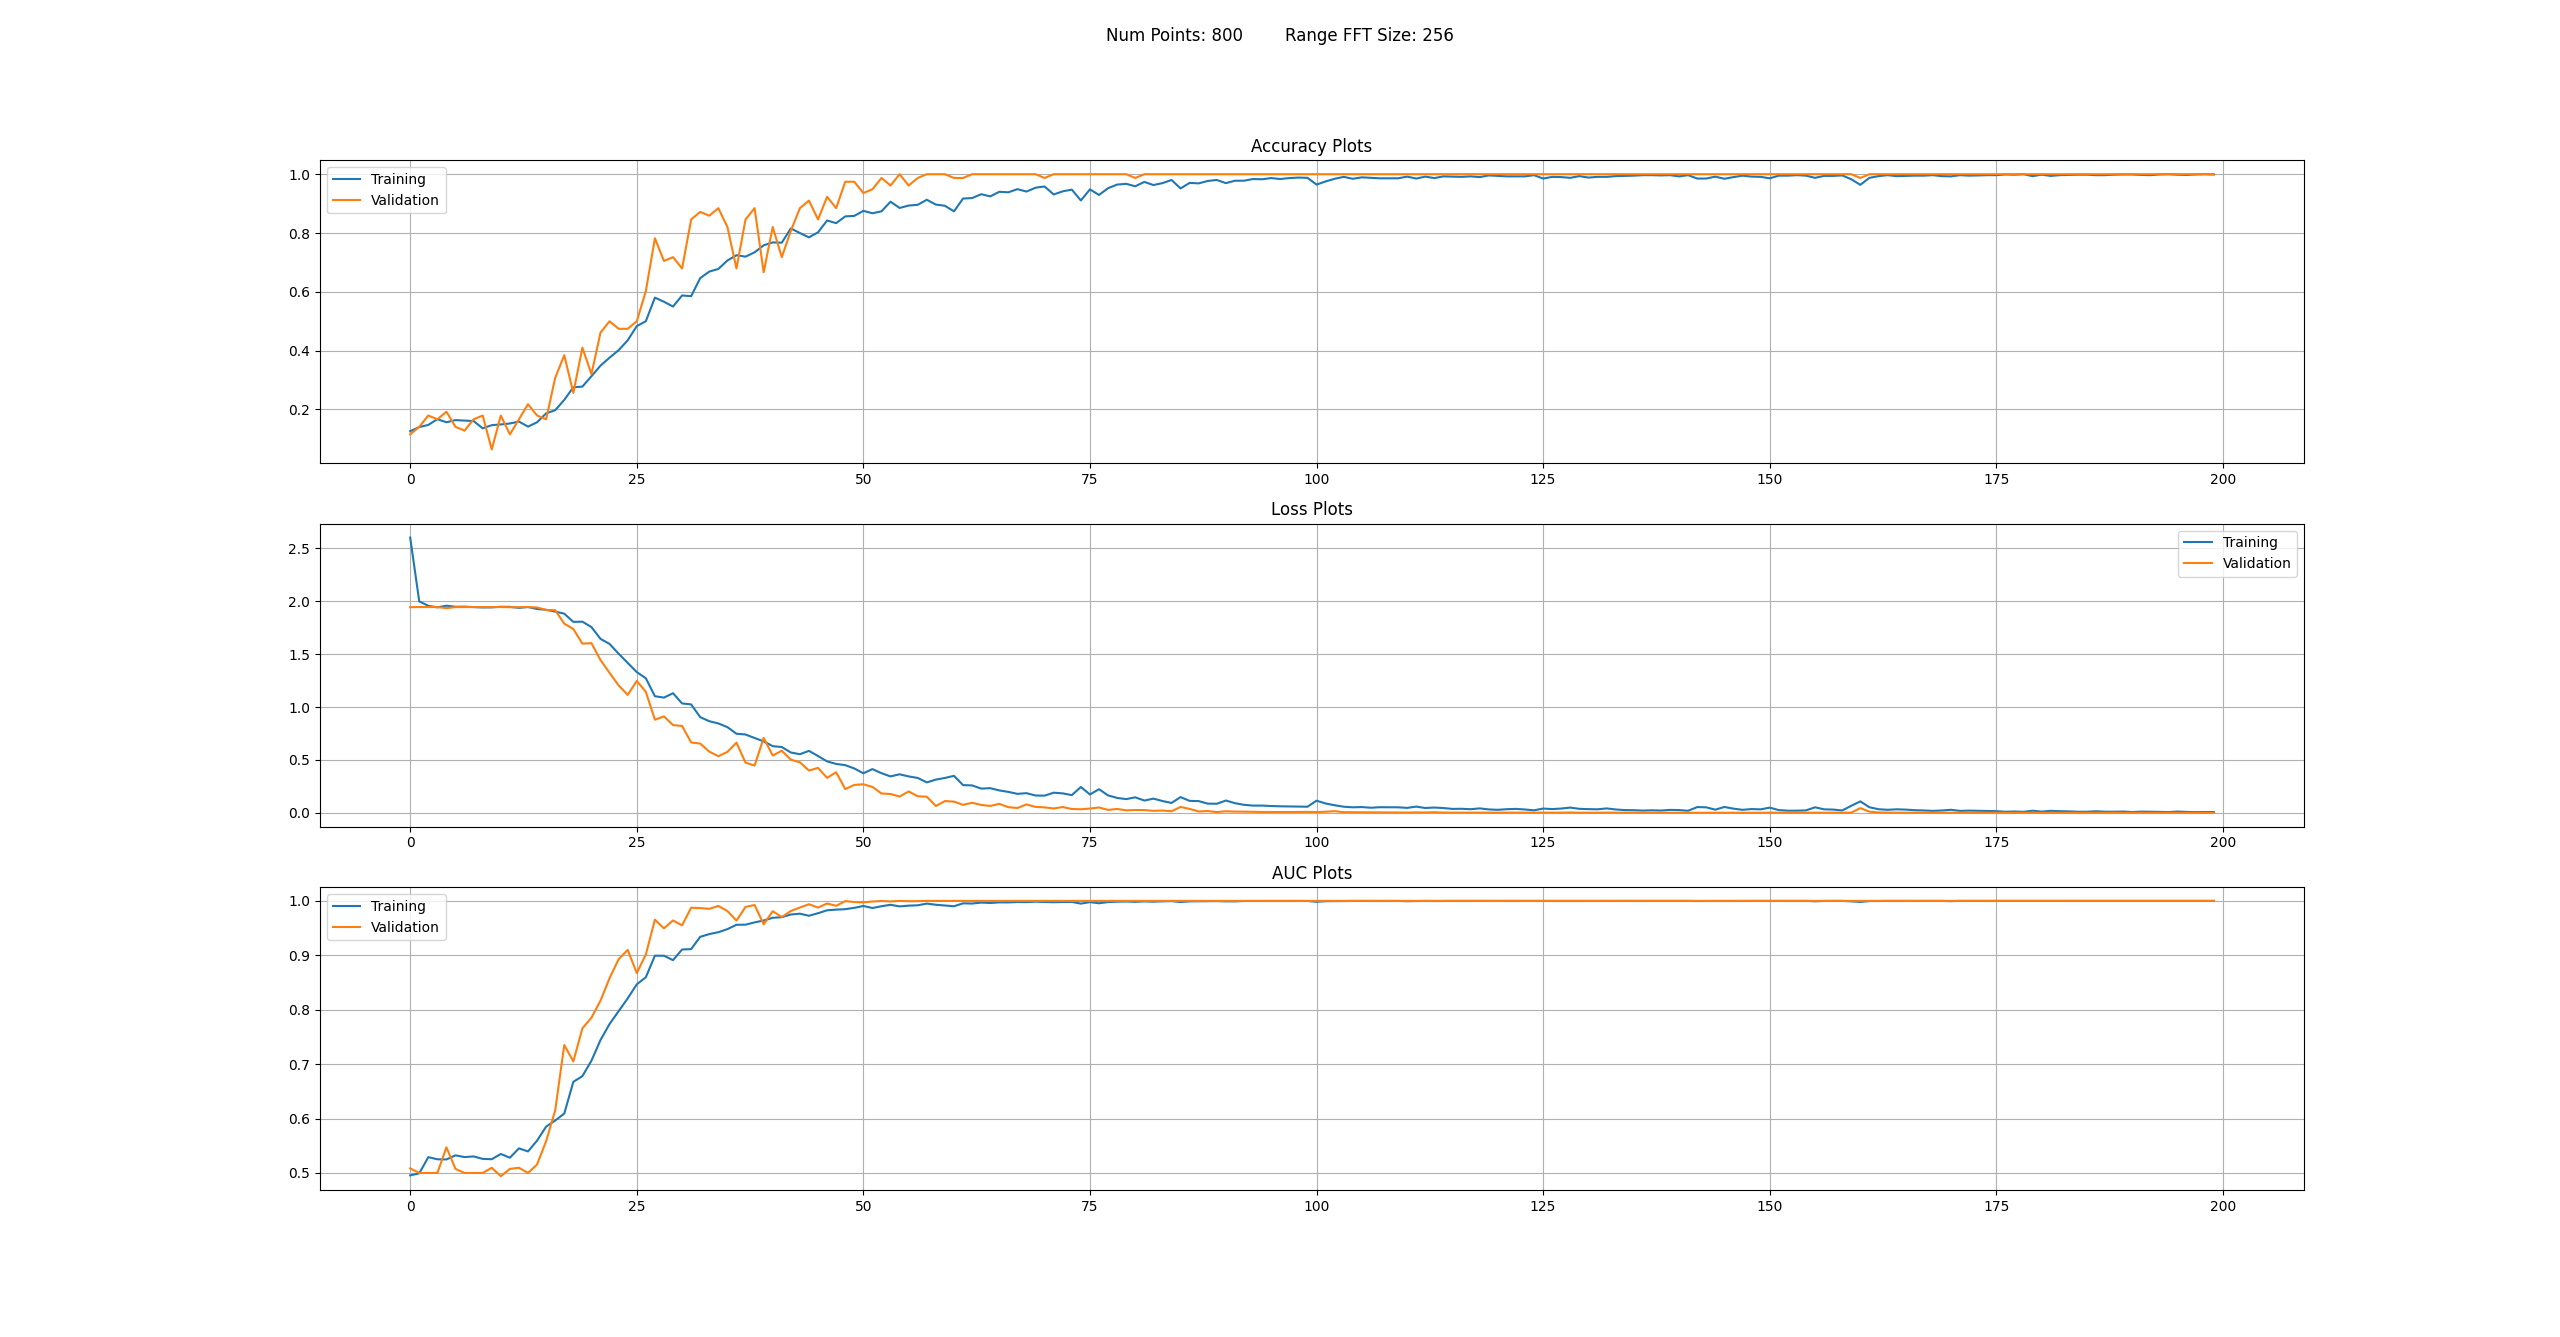 Num Points: 800 Range FFT Size: 256
Accuracy Plots
Training
Validation
1.0
0.8
0.6
0.4
0.2
0 25 50 75 100 125 150 175 200
Loss Plots
Training
Validation
2.5
2.0
1.5
1.0
0.5
0.0
0 25 50 75 100 125 150 175 200
AUC Plots
Training
Validation
1.0
0.9
0.8
0.7
0.6
0.5
0 25 50 75 100 125 150 175 200